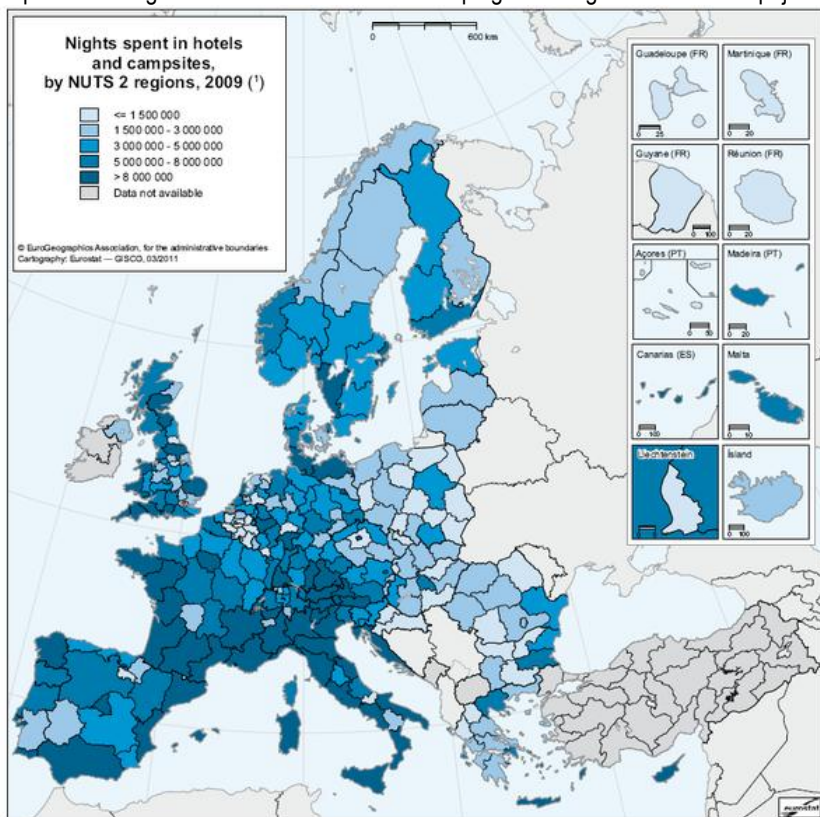 Nights spent in hotels
and campsites,
by NUTS 2 regions, 2009 (¹)
<= 1 500 000
1 500 000 - 3 000 000
3 000 000 - 5 000 000
5 000 000 - 8 000 000
> 8 000 000
Data not available
© EuroGeographics Association, for the administrative boundaries
Cartography: Eurostat — GISCO, 03/2011
0 600 km
Guadeloupe (FR)
0 25
Martinique (FR)
0 20
Guyane (FR)
0 100
Réunion (FR)
0 20
Açores (PT)
0 50
Madeira (PT)
0 20
Canarias (ES)
0 100
Malta
0 10
Liechtenstein
Ísland
0 100
eurostat